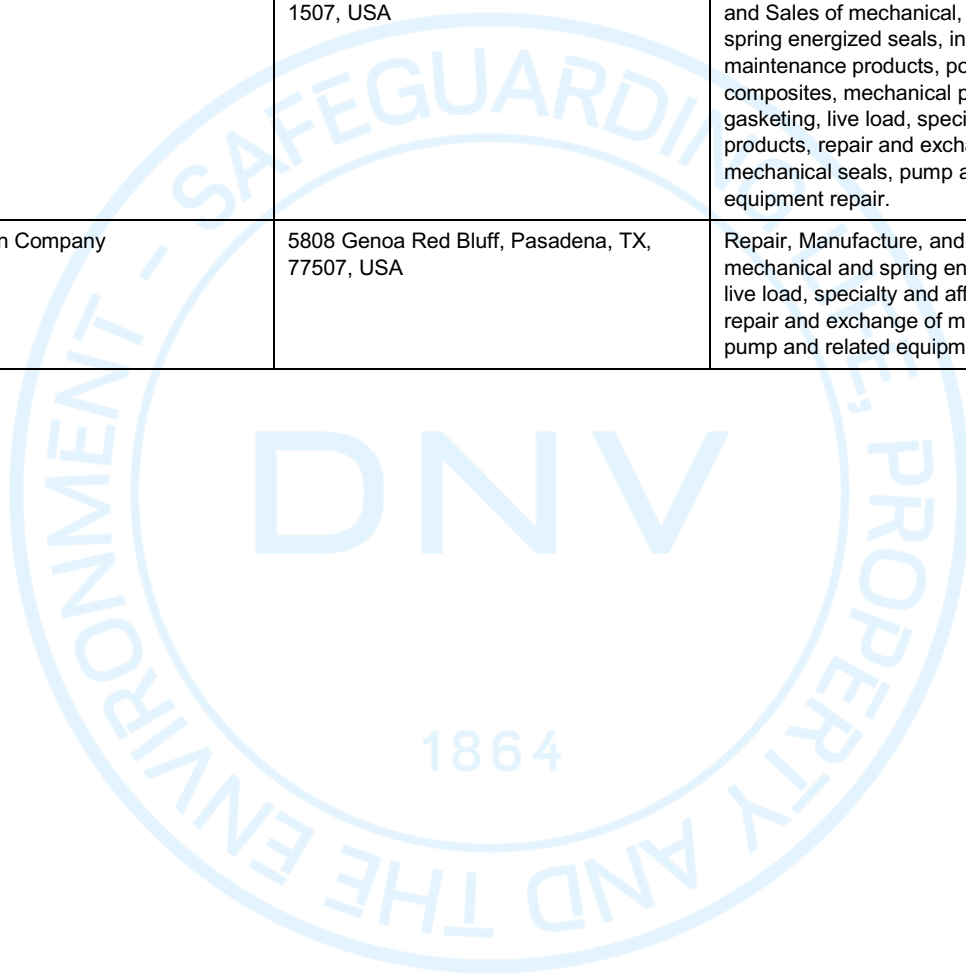 1507, USA
and Sales of mechanical,
spring energized seals, in
maintenance products, po
composites, mechanical p
gasketing, live load, speci
products, repair and excha
mechanical seals, pump a
equipment repair.
n Company
5808 Genoa Red Bluff, Pasadena, TX,
77507, USA
Repair, Manufacture, and
mechanical and spring en
live load, specialty and aff
repair and exchange of m
pump and related equipm
DNV
1864
SAFEGUARDING LIFE, PROPERTY AND THE ENVIRONMENT -